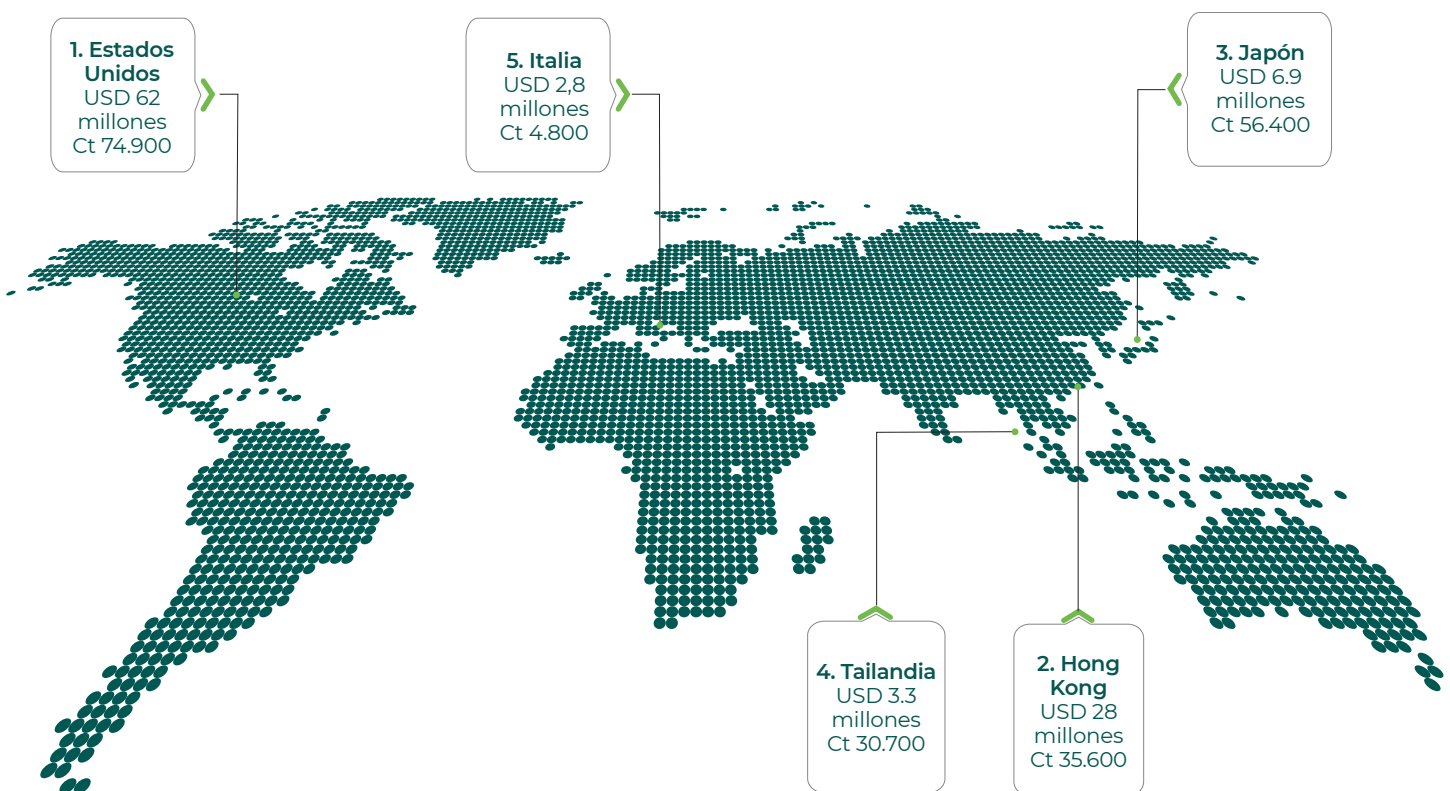 1. Estados
Unidos
USD 62
millones
Ct 74.900
5. Italia
USD 2,8
millones
Ct 4.800
3. Japón
USD 6.9
millones
Ct 56.400
4. Tailandia
USD 3.3
millones
Ct 30.700
2. Hong
Kong
USD 28
millones
Ct 35.600